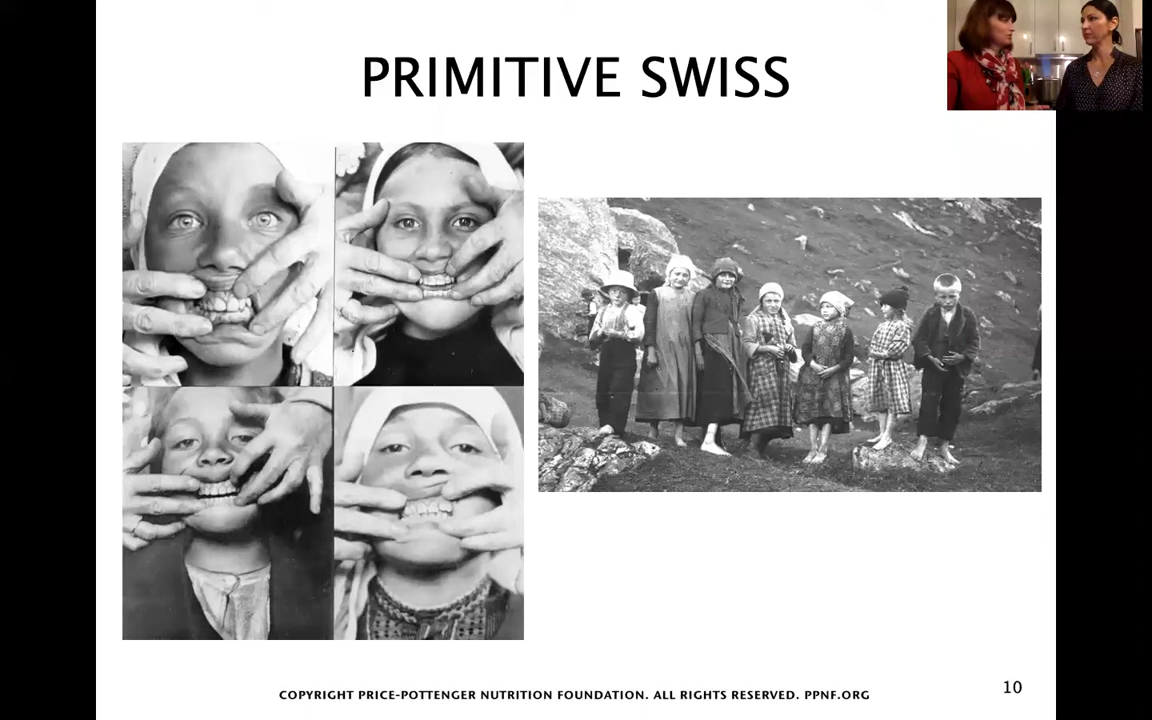 PRIMITIVE SWISS
COPYRIGHT PRICE-POTTENGER NUTRITION FOUNDATION. ALL RIGHTS RESERVED. PPNF.ORG
10